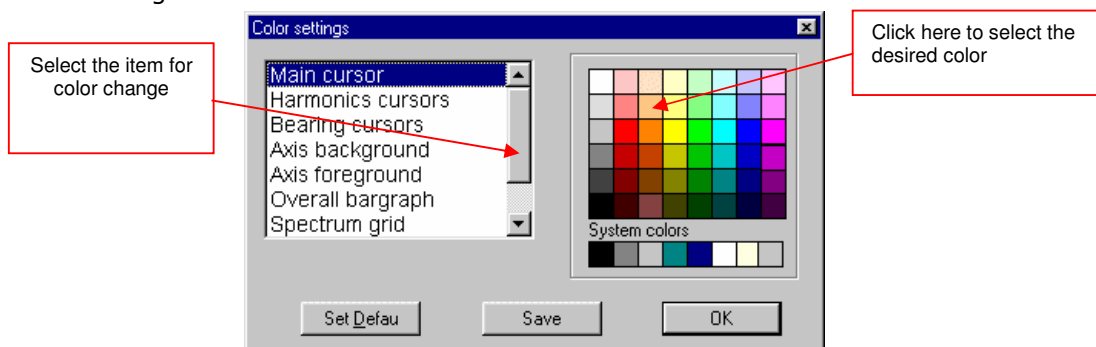 Color settings
Select the item for
color change
Click here to select the
desired color
Main cursor
Harmonics cursors
Bearing cursors
Axis background
Axis foreground
Overall bargraph
Spectrum grid
System colors
Set Defau
Save
OK